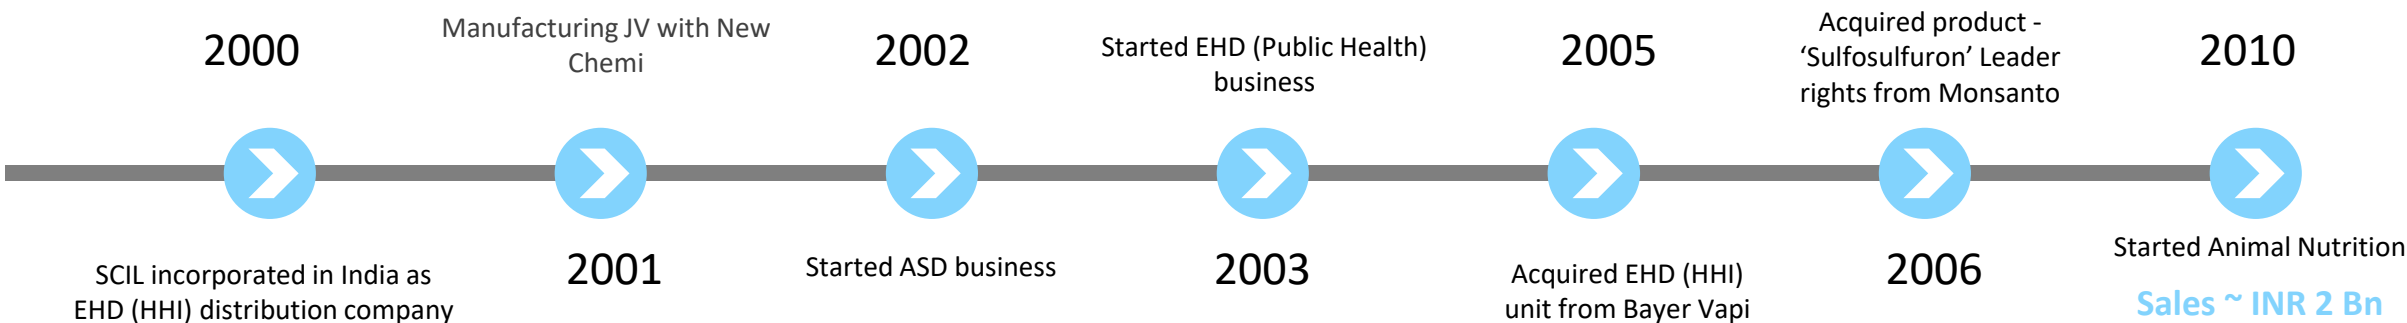 2000
SCIL incorporated in India as
EHD (HHI) distribution company
Manufacturing JV with New
Chemi
2001
2002
Started ASD business
Started EHD (Public Health)
business
2003
2005
Acquired EHD (HHI)
unit from Bayer Vapi
Acquired product -
‘Sulfosulfuron’ Leader
rights from Monsanto
2006
2010
Started Animal Nutrition
Sales ~ INR 2 Bn